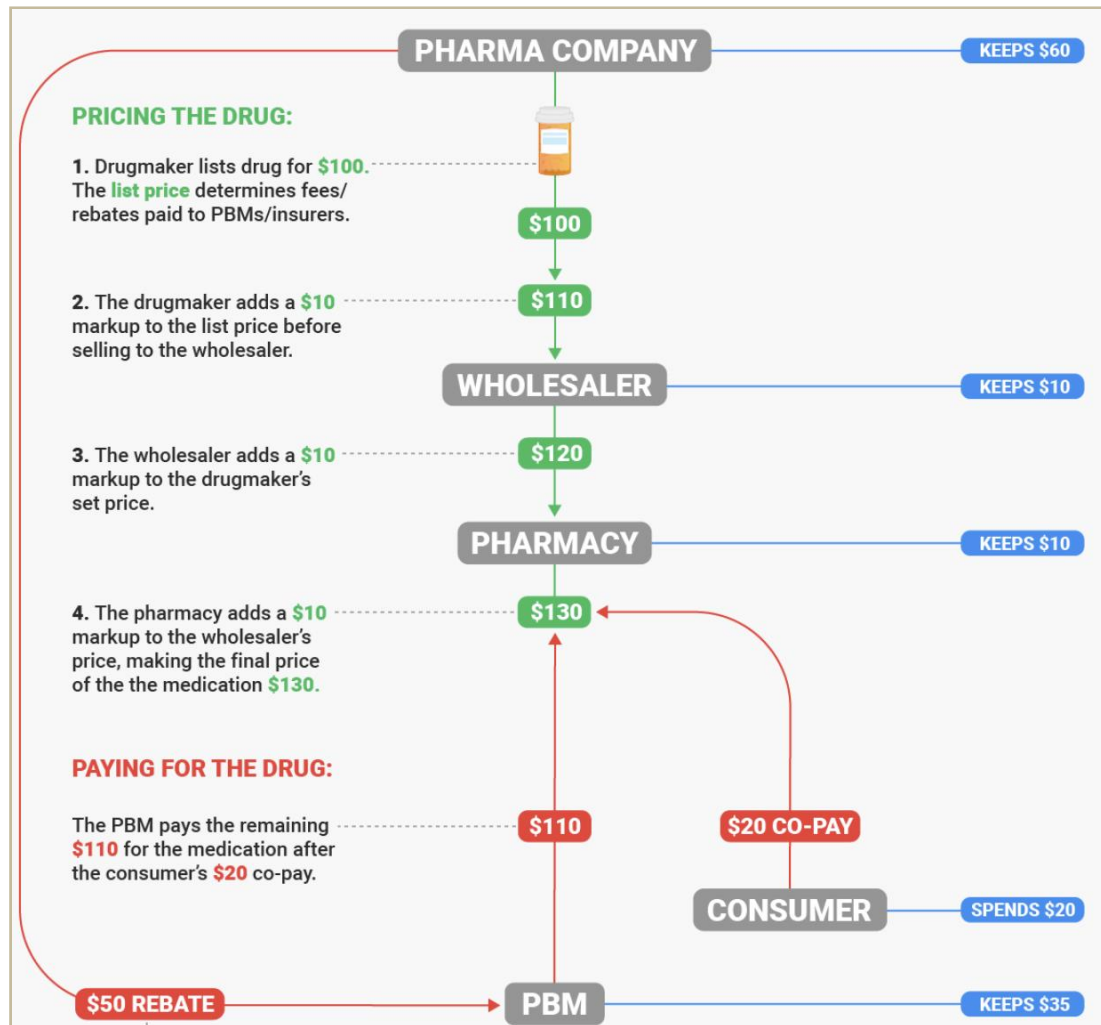 PHARMA COMPANY
KEEPS $60
PRICING THE DRUG:
1. Drugmaker lists drug for $100.
The list price determines fees/
rebates paid to PBMs/insurers.
$100
2. The drugmaker adds a $10
markup to the list price before
selling to the wholesaler.
$110
WHOLESALER
KEEPS $10
3. The wholesaler adds a $10
markup to the drugmaker's
set price.
$120
PHARMACY
KEEPS $10
4. The pharmacy adds a $10
markup to the wholesaler's
price, making the final price
of the the medication $130.
$130
PAYING FOR THE DRUG:
The PBM pays the remaining
$110 for the medication after
the consumer's $20 co-pay.
$110
$20 CO-PAY
CONSUMER
SPENDS $20
$50 REBATE
PBM
KEEPS $35